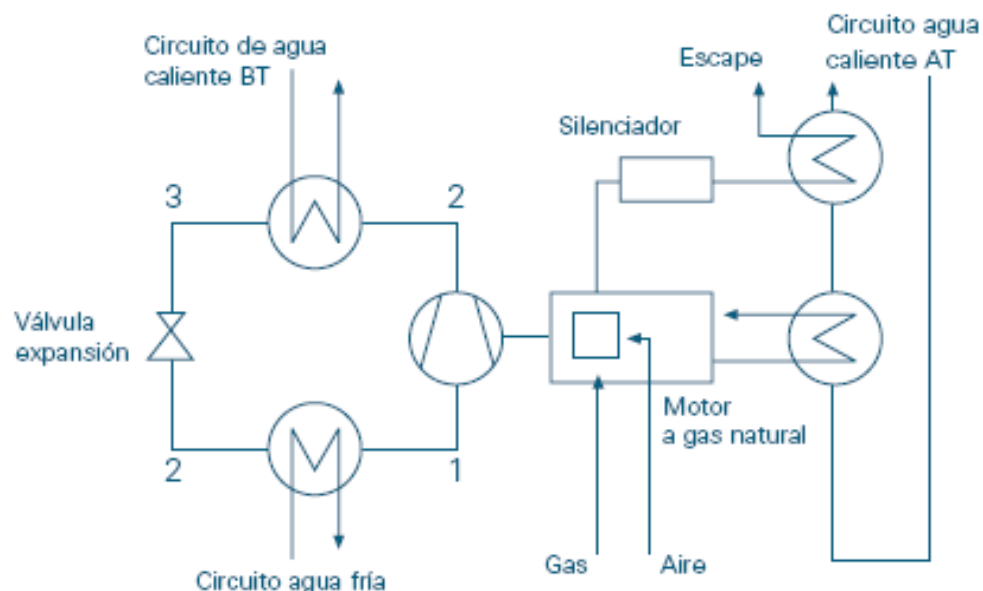 Circuito de agua
caliente BT
Escape
Circuito agua
caliente AT
Silenciador
3
2
Válvula
expansión
Motor
a gas natural
2
1
Gas
Aire
Circuito agua fría